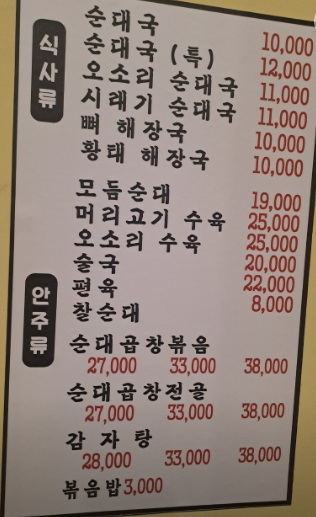 식사류
순대국 10,000
순대국 (특) 12,000
오소리 순대국 11,000
시래기 순대국 11,000
뼈 해장국 10,000
황태 해장국 10,000
안주류
모듬순대 19,000
머리고기 수육 25,000
오소리 수육 25,000
술국 20,000
편육 22,000
찰순대 8,000
순대곱창볶음
27,000 33,000 38,000
순대곱창전골
27,000 33,000 38,000
감자탕
28,000 33,000 38,000
볶음밥 3,000